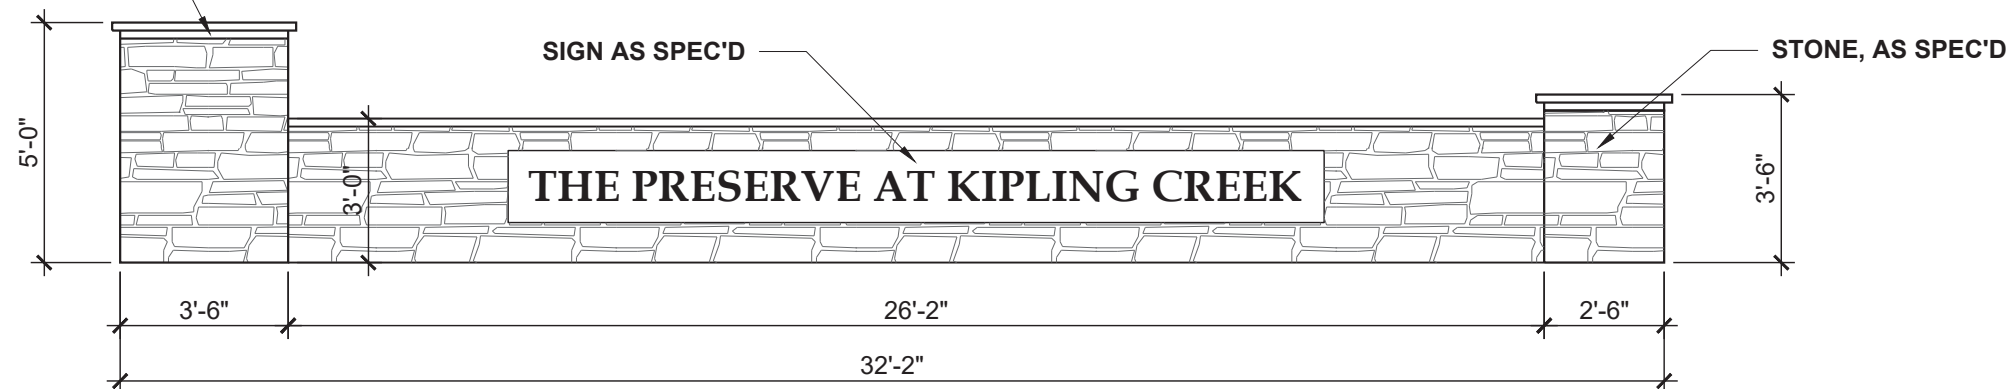 SIGN AS SPEC'D
STONE, AS SPEC'D
5'-0"
3'-0"
THE PRESERVE AT KIPLING CREEK
3'-6"
3'-6"
26'-2"
2'-6"
32'-2"